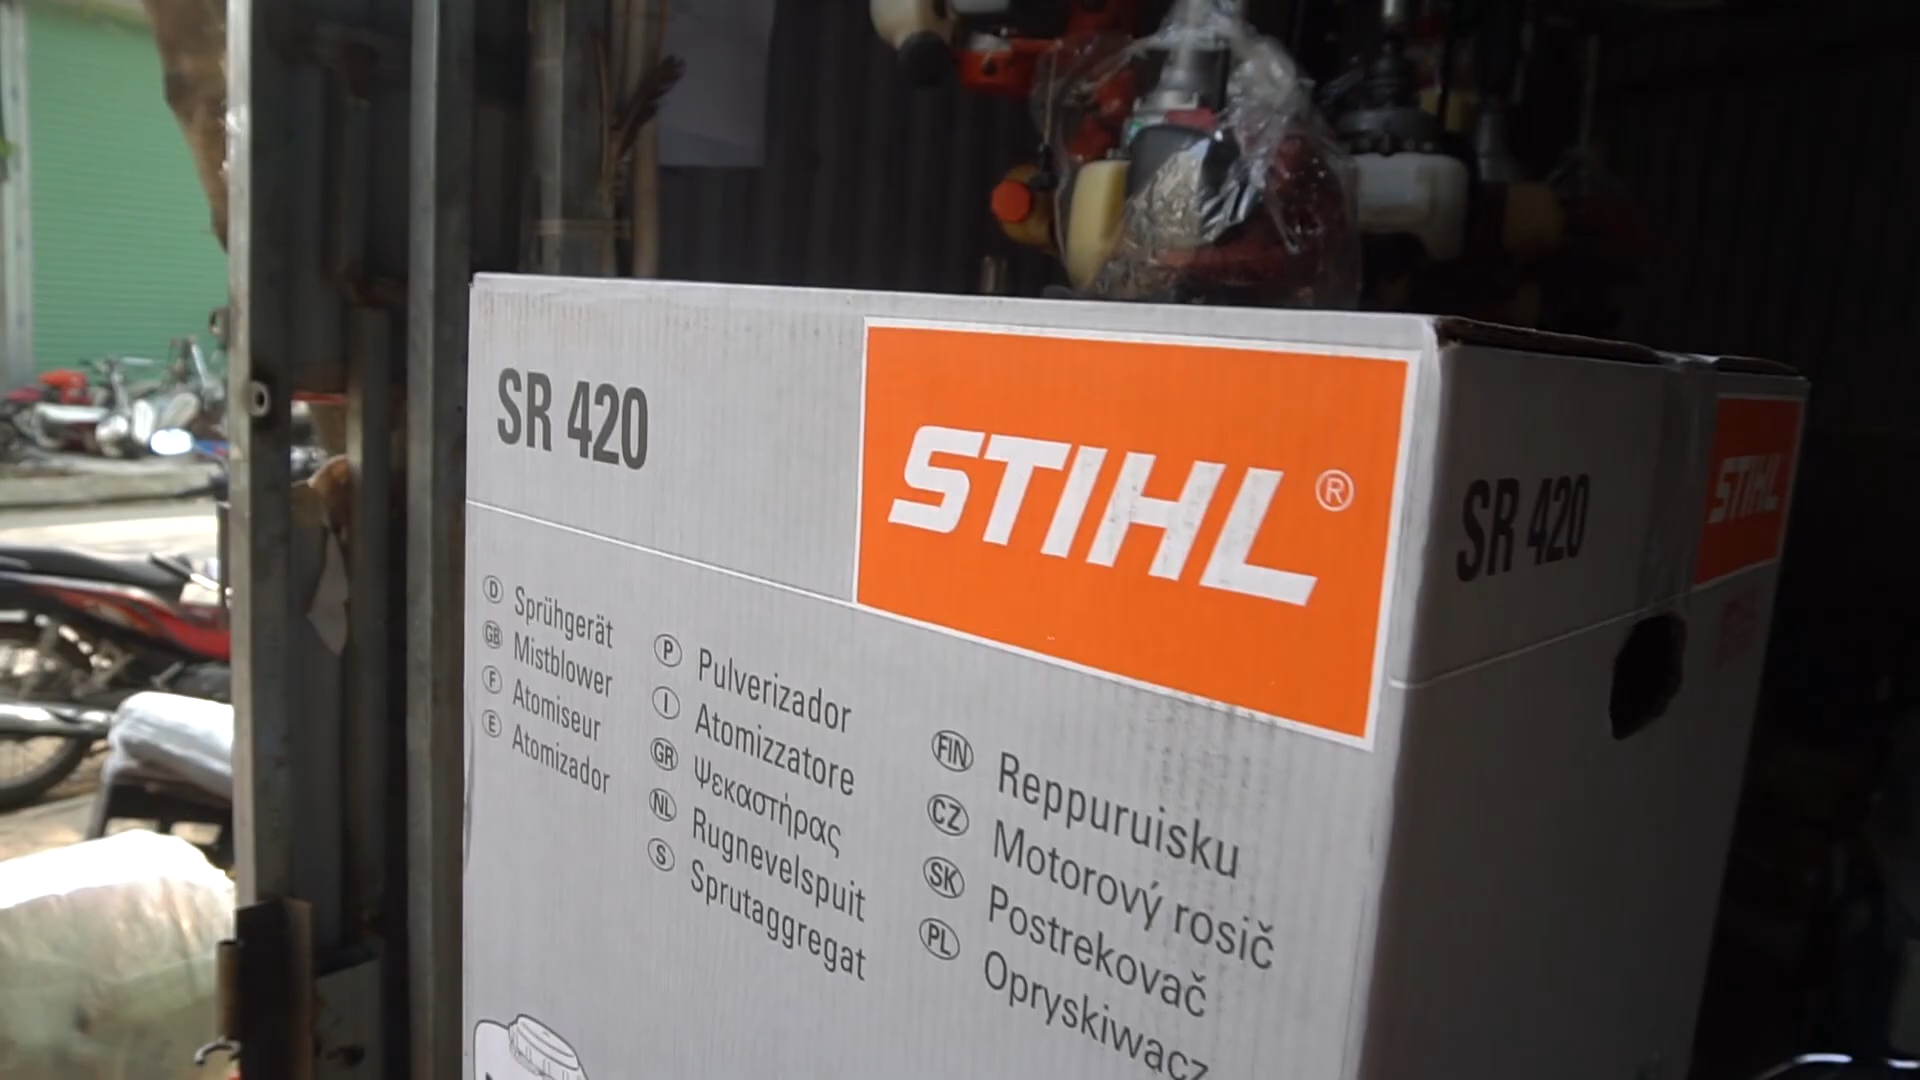 SR 420
STIHL®
D Sprühgerät
GB Mistblower
F Atomiseur
E Atomizador
P Pulverizador
I Atomizzatore
GR Ψεκαστήρας
NL Rugnevelspuit
S Sprutaggregat
FIN Reppuruisku
CZ Motorový rosič
SK Postrekovač
PL Opryskiwacz
SR 420
STIHL